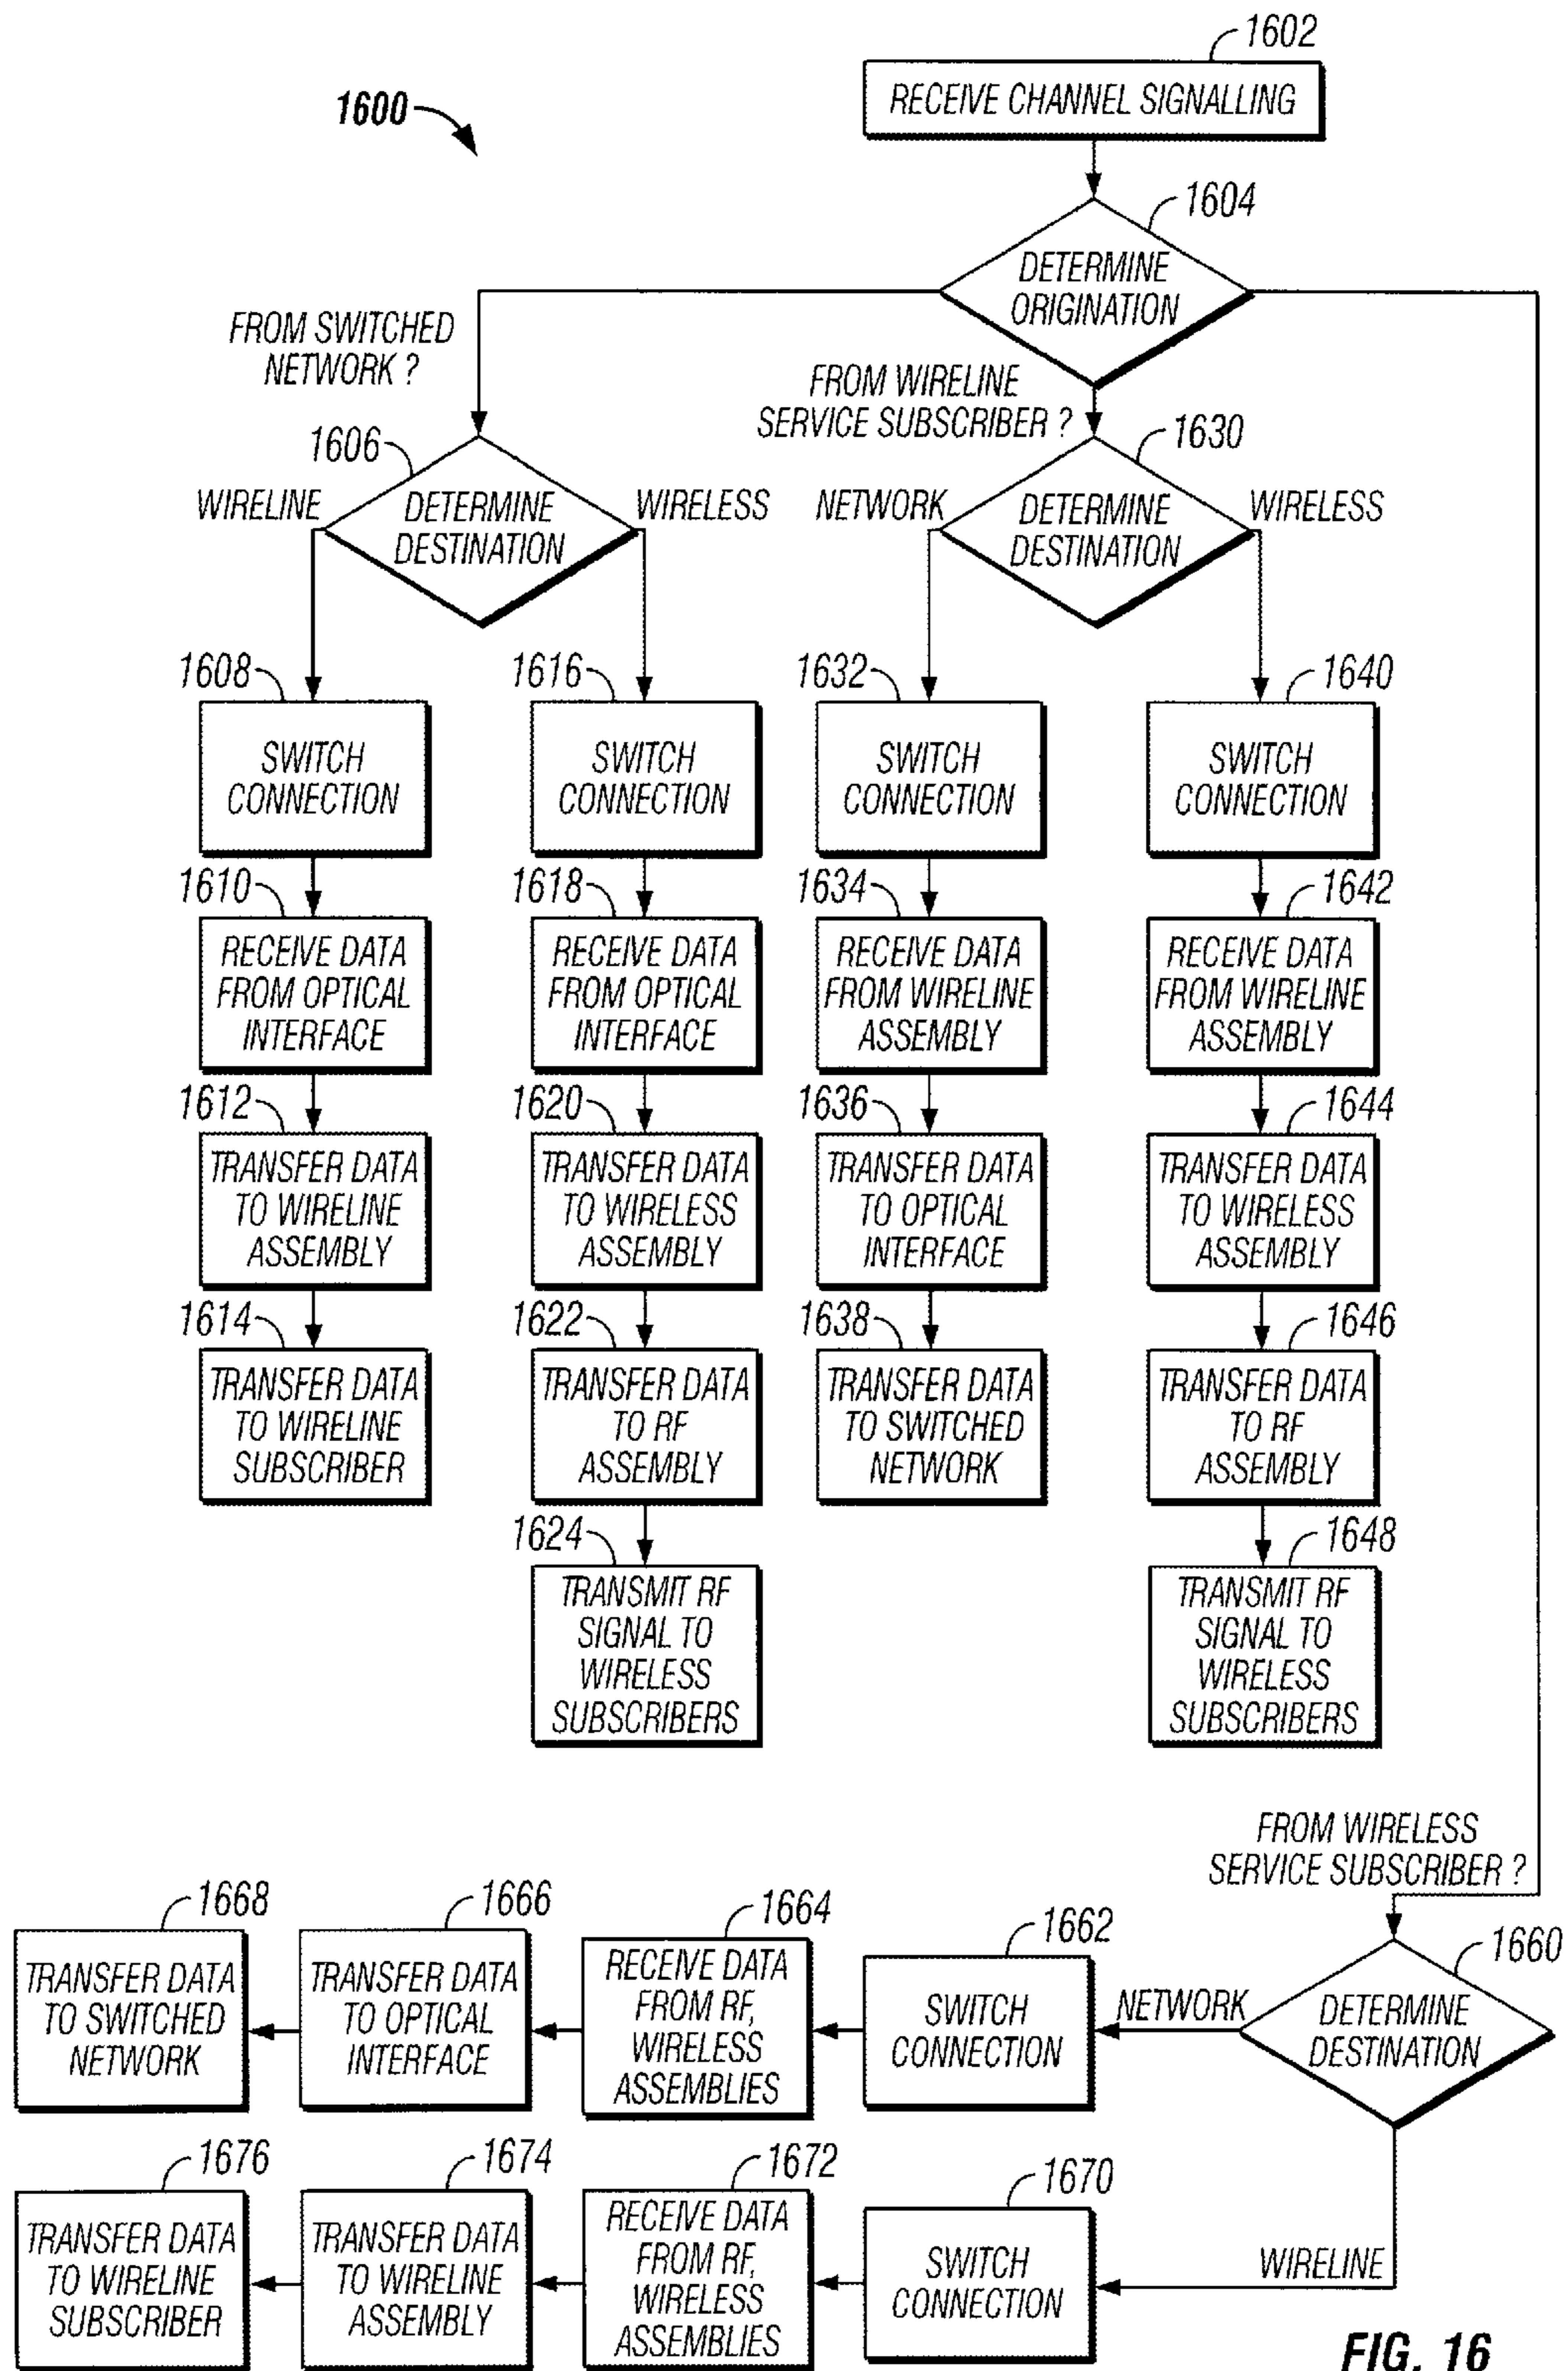 1602
RECEIVE CHANNEL SIGNALLING
1600
1604
DETERMINE
ORIGINATION
FROM SWITCHED
NETWORK ?
FROM WIRELINE
SERVICE SUBSCRIBER ?
1606
WIRELINE
DETERMINE
DESTINATION
WIRELESS
1630
NETWORK
DETERMINE
DESTINATION
WIRELESS
1608
SWITCH
CONNECTION
1610
RECEIVE DATA
FROM OPTICAL
INTERFACE
1612
TRANSFER DATA
TO WIRELINE
ASSEMBLY
1614
TRANSFER DATA
TO WIRELINE
SUBSCRIBER
1616
SWITCH
CONNECTION
1618
RECEIVE DATA
FROM OPTICAL
INTERFACE
1620
TRANSFER DATA
TO WIRELESS
ASSEMBLY
1622
TRANSFER DATA
TO RF
ASSEMBLY
1624
TRANSMIT RF
SIGNAL TO
WIRELESS
SUBSCRIBERS
1632
SWITCH
CONNECTION
1634
RECEIVE DATA
FROM WIRELINE
ASSEMBLY
1636
TRANSFER DATA
TO OPTICAL
INTERFACE
1638
TRANSFER DATA
TO SWITCHED
NETWORK
1640
SWITCH
CONNECTION
1642
RECEIVE DATA
FROM WIRELINE
ASSEMBLY
1644
TRANSFER DATA
TO WIRELESS
ASSEMBLY
1646
TRANSFER DATA
TO RF
ASSEMBLY
1648
TRANSMIT RF
SIGNAL TO
WIRELESS
SUBSCRIBERS
FROM WIRELESS
SERVICE SUBSCRIBER ?
1660
DETERMINE
DESTINATION
NETWORK
1662
SWITCH
CONNECTION
1664
RECEIVE DATA
FROM RF,
WIRELESS
ASSEMBLIES
1666
TRANSFER DATA
TO OPTICAL
INTERFACE
1668
TRANSFER DATA
TO SWITCHED
NETWORK
WIRELINE
1670
SWITCH
CONNECTION
1672
RECEIVE DATA
FROM RF,
WIRELESS
ASSEMBLIES
1674
TRANSFER DATA
TO WIRELINE
ASSEMBLY
1676
TRANSFER DATA
TO WIRELINE
SUBSCRIBER
FIG. 16